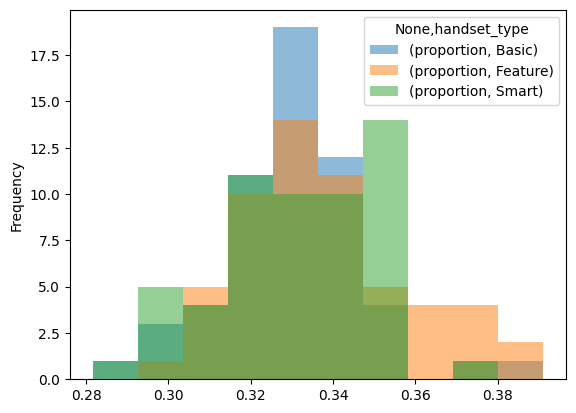 None,handset_type
(proportion, Basic)
(proportion, Feature)
(proportion, Smart)
Frequency
17.5
15.0
12.5
10.0
7.5
5.0
2.5
0.0
0.28 0.30 0.32 0.34 0.36 0.38